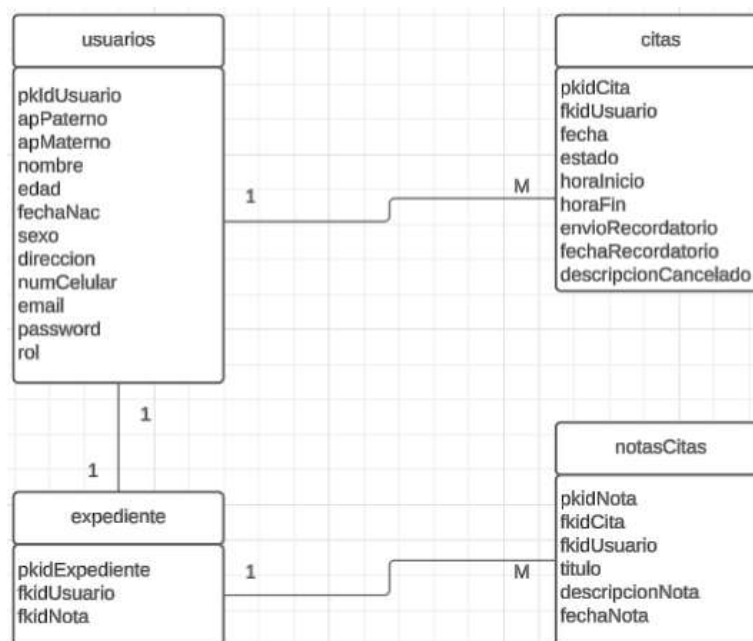 usuarios
pkIdUsuario
apPaterno
apMaterno
nombre
edad
fechaNac
sexo
direccion
numCelular
email
password
rol
1
M
citas
pkidCita
fkidUsuario
fecha
estado
horaInicio
horaFin
envioRecordatorio
fechaRecordatorio
descripcionCancelado
1
1
expediente
pkidExpediente
fkidUsuario
fkidNota
1
M
notasCitas
pkidNota
fkidCita
fkidUsuario
titulo
descripcionNota
fechaNota